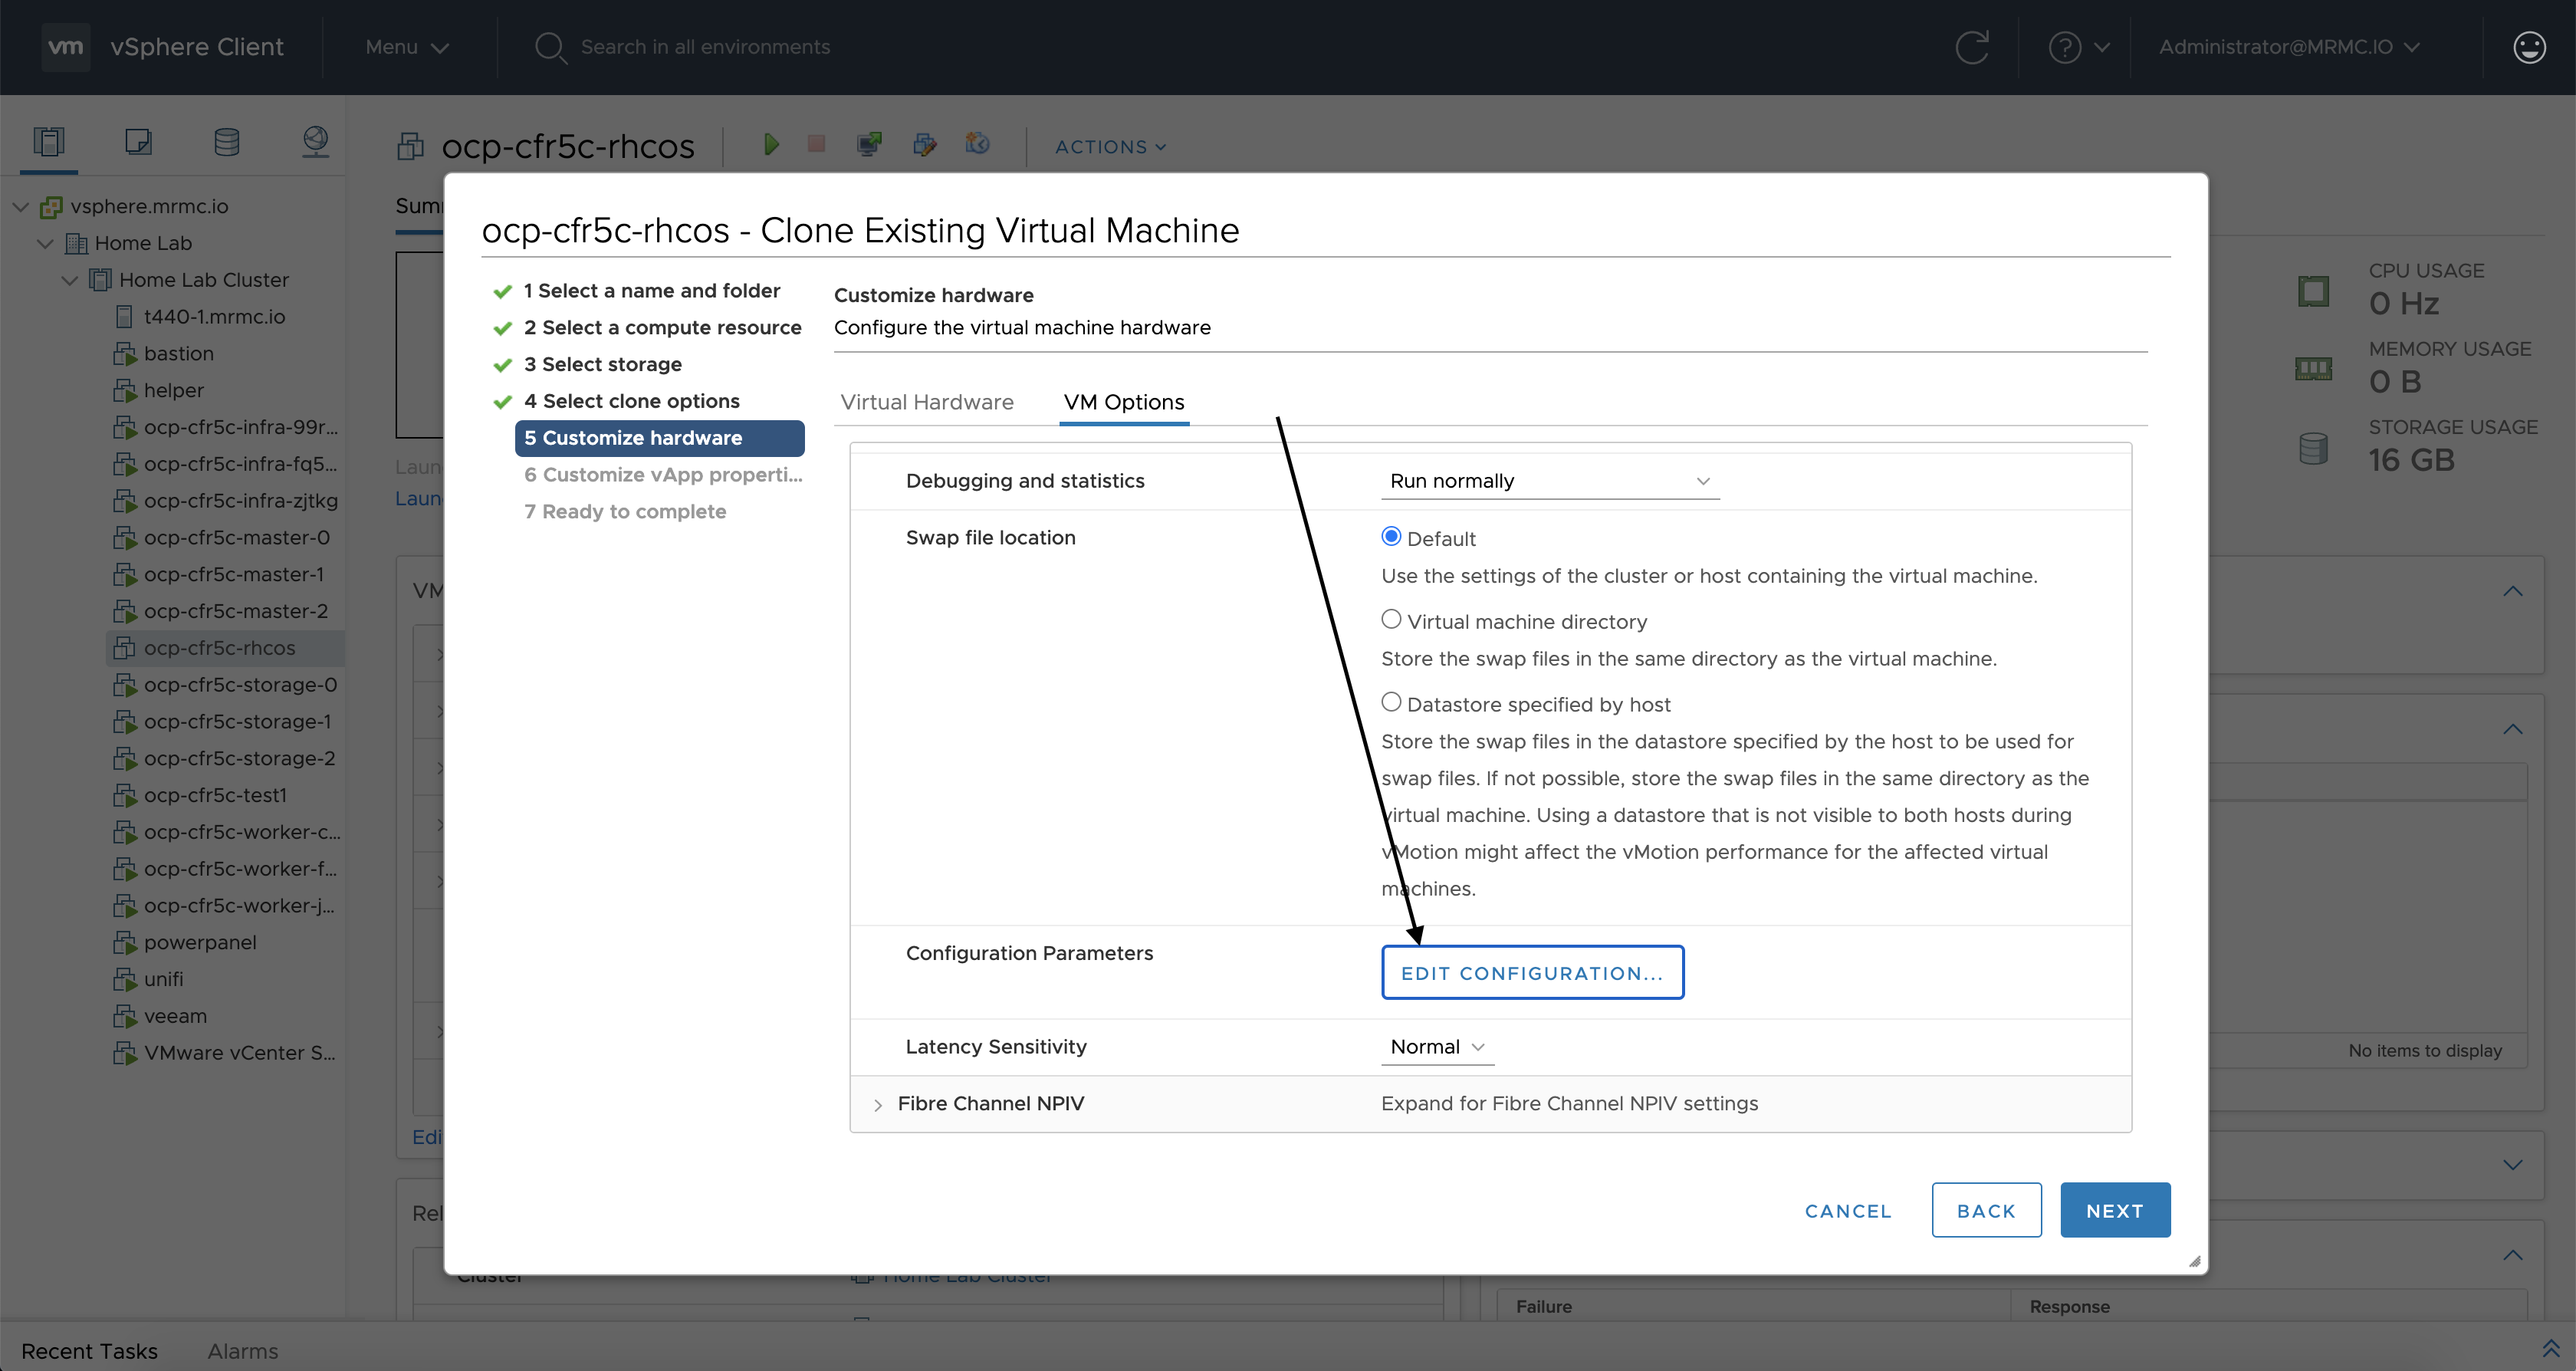 vm vSphere Client Menu Search in all environments Administrator@MRMC.IO
ocp-cfr5c-rhcos ACTIONS
vsphere.mrmc.io
Home Lab
Home Lab Cluster
t440-1.mrmc.io
bastion
helper
ocp-cfr5c-infra-99r...
ocp-cfr5c-infra-fq5...
ocp-cfr5c-infra-zjtkg
ocp-cfr5c-master-0
ocp-cfr5c-master-1
ocp-cfr5c-master-2
ocp-cfr5c-rhcos
ocp-cfr5c-storage-0
ocp-cfr5c-storage-1
ocp-cfr5c-storage-2
ocp-cfr5c-test1
ocp-cfr5c-worker-c...
ocp-cfr5c-worker-f...
ocp-cfr5c-worker-j...
powerpanel
unifi
veeam
VMware vCenter S...
Sum
Laun
Laun
VM
Edi
Rel
ocp-cfr5c-rhcos - Clone Existing Virtual Machine
1 Select a name and folder
2 Select a compute resource
3 Select storage
4 Select clone options
5 Customize hardware
6 Customize vApp properti...
7 Ready to complete
Customize hardware
Configure the virtual machine hardware
Virtual Hardware VM Options
Debugging and statistics Run normally
Swap file location Default
Use the settings of the cluster or host containing the virtual machine.
Virtual machine directory
Store the swap files in the same directory as the virtual machine.
Datastore specified by host
Store the swap files in the datastore specified by the host to be used for
swap files. If not possible, store the swap files in the same directory as the
virtual machine. Using a datastore that is not visible to both hosts during
vMotion might affect the vMotion performance for the affected virtual
machines.
Configuration Parameters EDIT CONFIGURATION...
Latency Sensitivity Normal
Fibre Channel NPIV Expand for Fibre Channel NPIV settings
CANCEL BACK NEXT
CPU USAGE
0 Hz
MEMORY USAGE
0 B
STORAGE USAGE
16 GB
No items to display
Cluster Home Lab Cluster
Failure Response
Recent Tasks Alarms